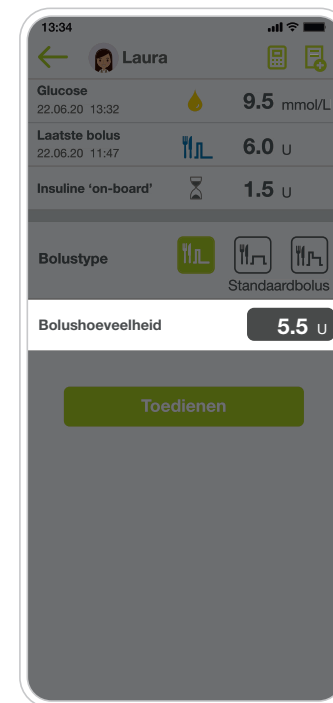 13:34
Laura
Glucose
22.06.20 13:32
9.5 mmol/L
Laatste bolus
22.06.20 11:47
6.0 U
Insuline ‘on-board’
1.5 U
Bolustype
Standaardbolus
Bolushoeveelheid
5.5 U
Toedienen